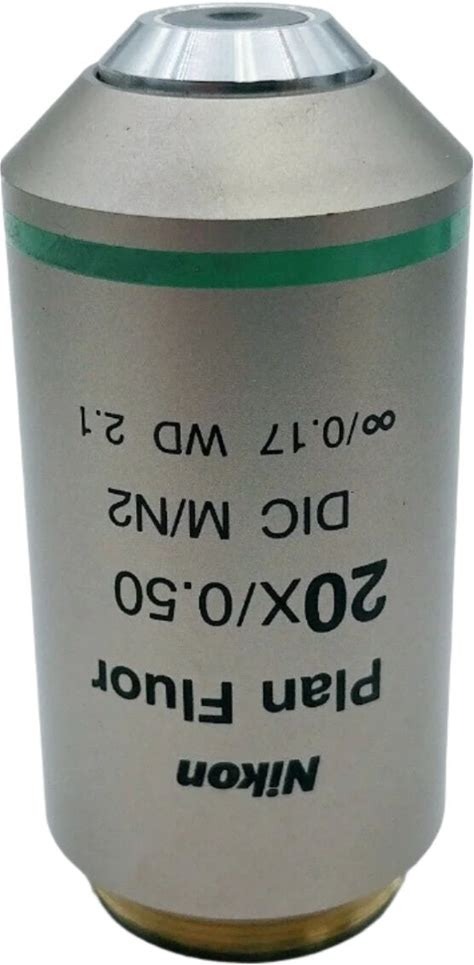 Nikon
Plan Fluor
20X/0.50
DIC M/N2
∞/0.17 WD 2.1